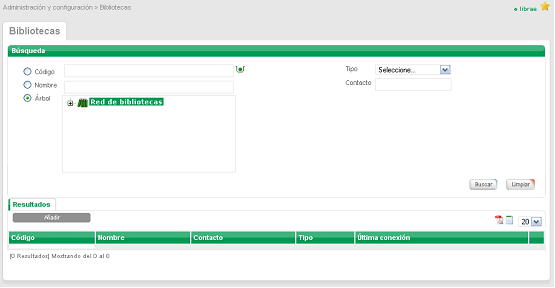 Administración y configuración » Bibliotecas
libras
Bibliotecas
Búsqueda
Código
Tipo
Seleccione...
Nombre
Contacto
Árbol
Red de bibliotecas
Buscar
Limpiar
Resultados
Añadir
20
Código Nombre Contacto Tipo Última conexión
[0 Resultados] Mostrando del 0 al 0